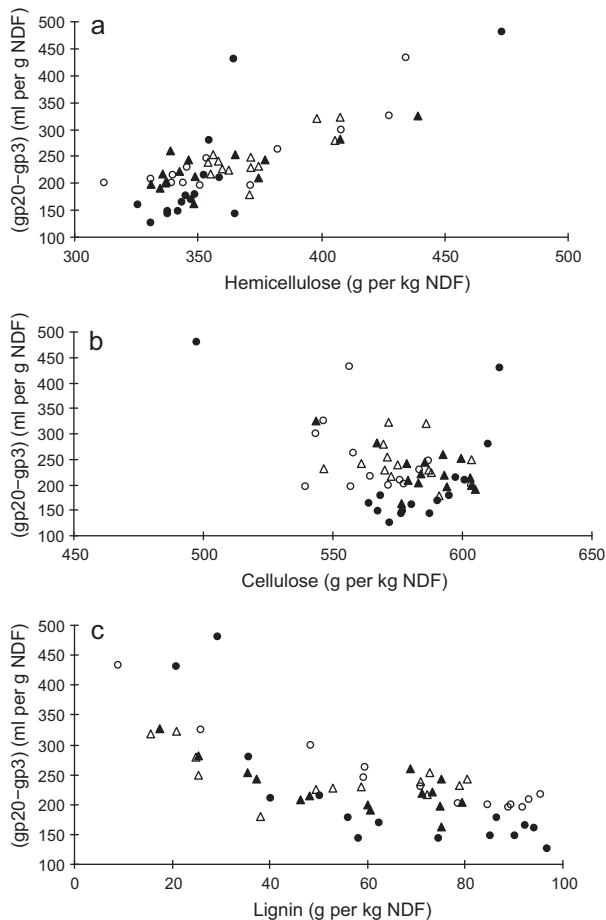 a
(gp20–gp3) (ml per g NDF)
500
450
400
350
300
250
200
150
100
300 350 400 450 500
Hemicellulose (g per kg NDF)
b
(gp20–gp3) (ml per g NDF)
500
450
400
350
300
250
200
150
100
450 500 550 600 650
Cellulose (g per kg NDF)
c
(gp20–gp3) (ml per g NDF)
500
450
400
350
300
250
200
150
100
0 20 40 60 80 100
Lignin (g per kg NDF)